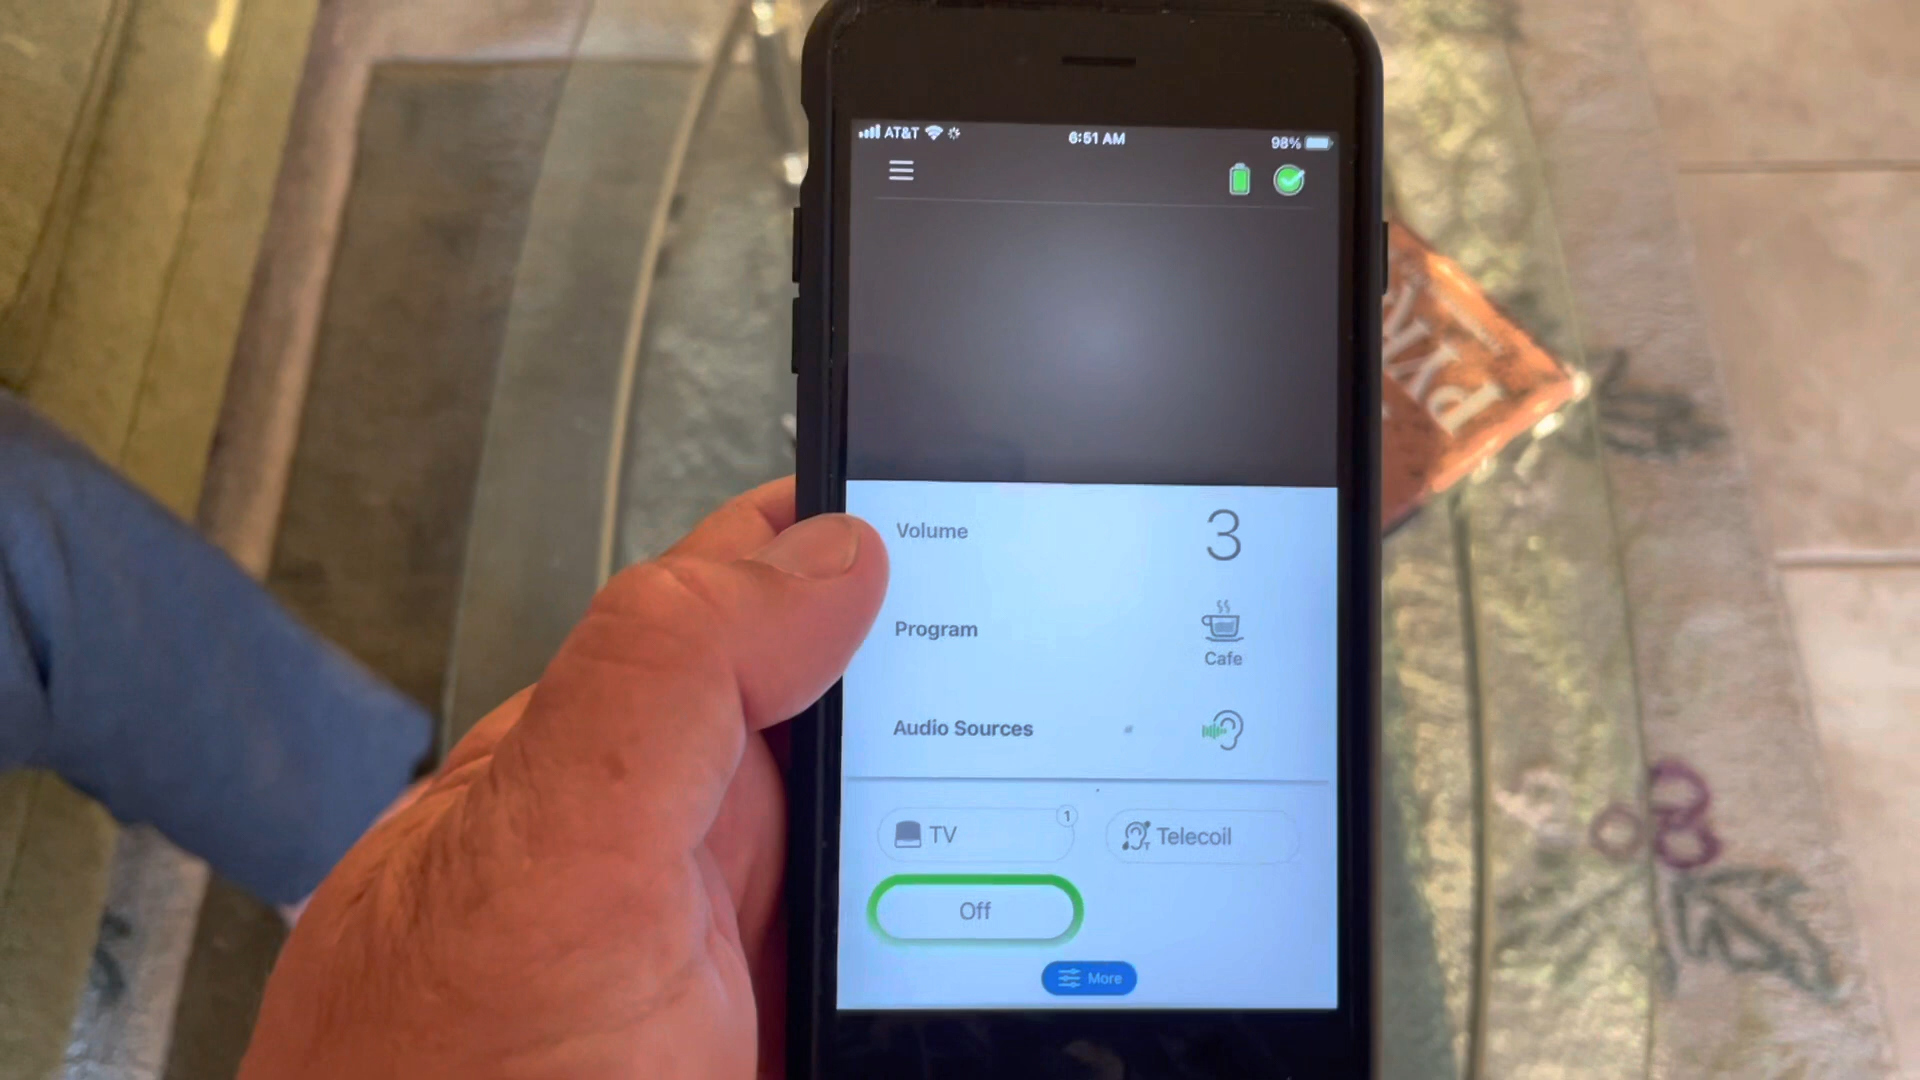 AT&T
6:51 AM
98%
Volume
3
Program
Cafe
Audio Sources
TV
1
Telecoil
Off
More